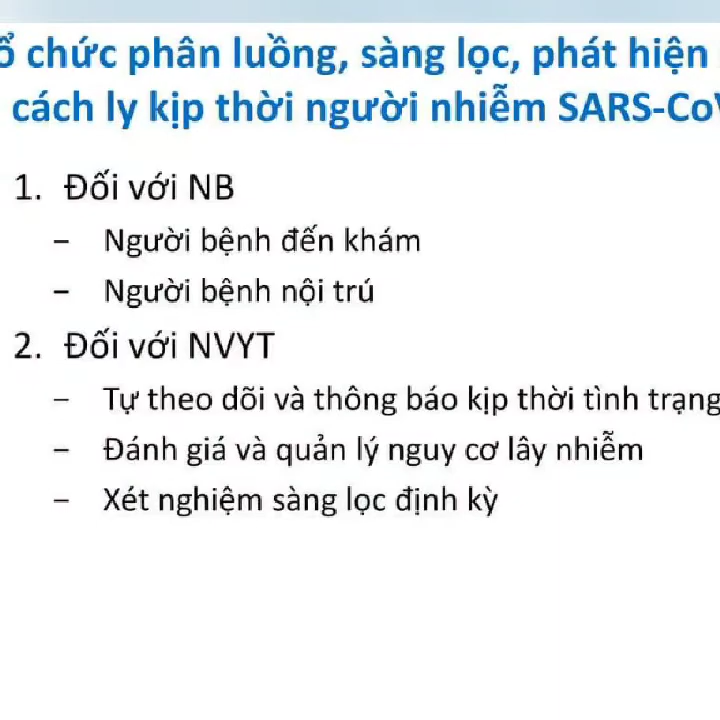 ổ chức phân luồng, sàng lọc, phát hiện
cách ly kịp thời người nhiễm SARS-CoV
1. Đối với NB
– Người bệnh đến khám
– Người bệnh nội trú
2. Đối với NVYT
– Tự theo dõi và thông báo kịp thời tình trạng
– Đánh giá và quản lý nguy cơ lây nhiễm
– Xét nghiệm sàng lọc định kỳ